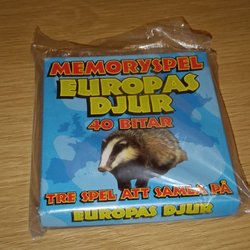 MEMORYSPEL
EUROPAS
DJUR
40 BITAR
TRE SPEL ATT SAMLA PÅ
EUROPAS DJUR